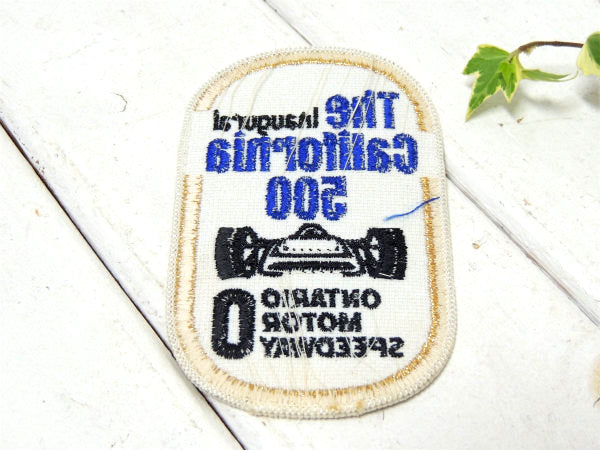 The Inaugural
California
500
ONTARIO
MOTOR
SPEEDWAY
O